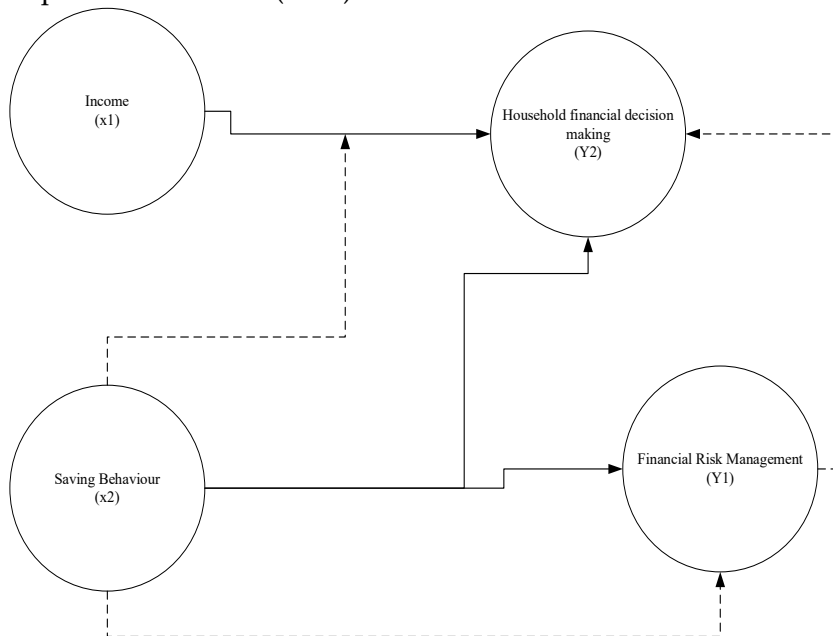 Income
(x1)
Household financial decision
making
(Y2)
Saving Behaviour
(x2)
Financial Risk Management
(Y1)